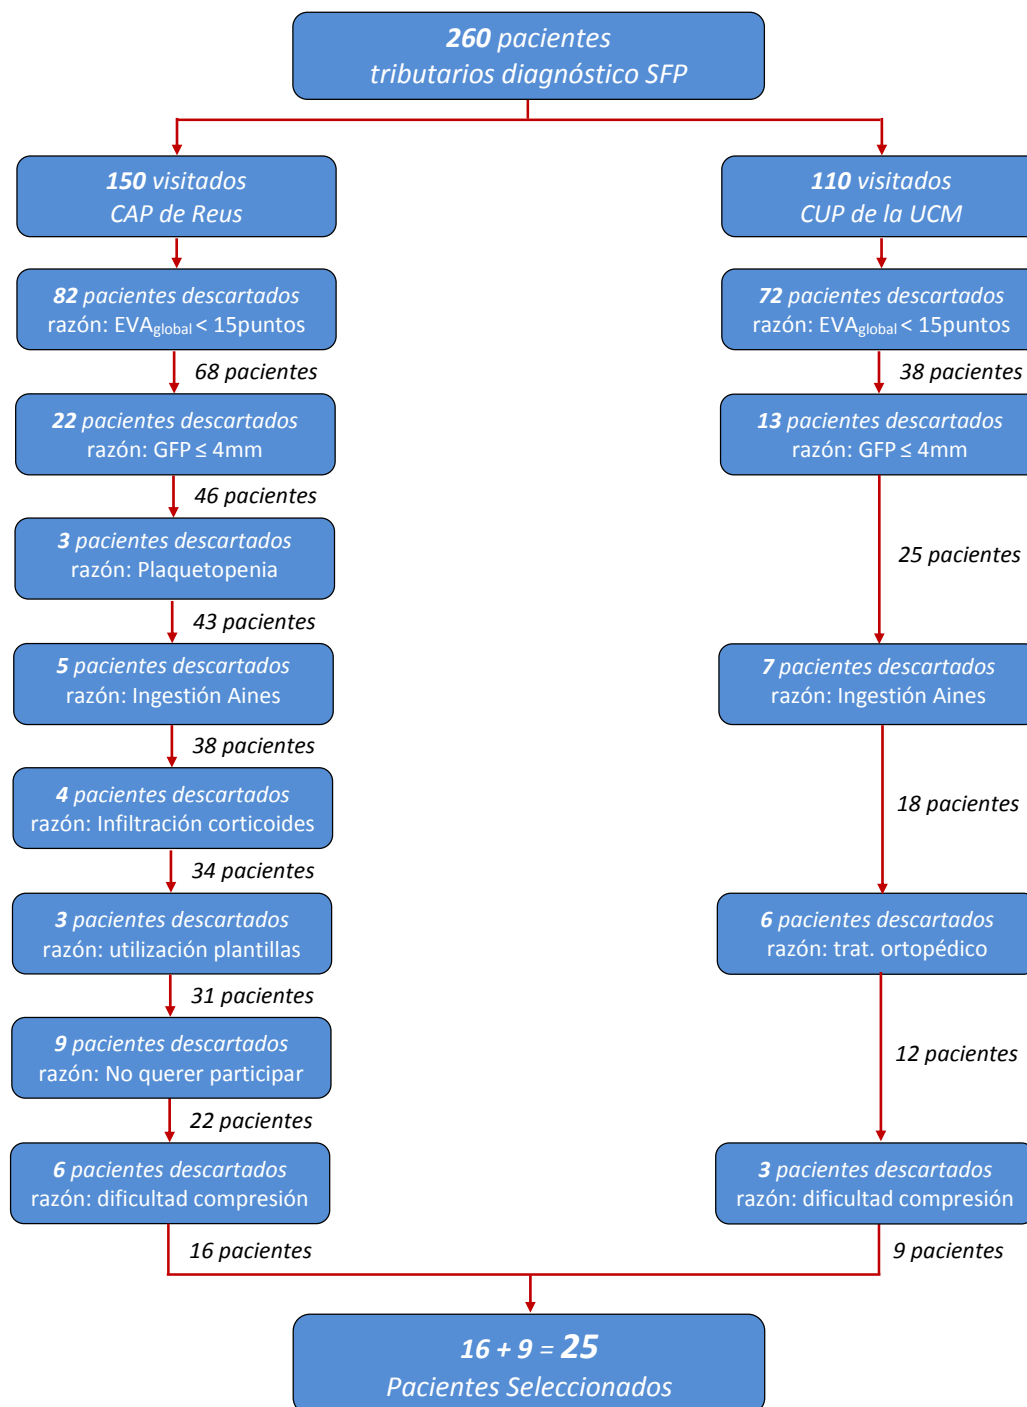 260 pacientes
tributarios diagnóstico SFP
150 visitados
CAP de Reus
82 pacientes descartados
razón: EVAglobal < 15puntos
68 pacientes
22 pacientes descartados
razón: GFP ≤ 4mm
46 pacientes
3 pacientes descartados
razón: Plaquetopenia
43 pacientes
5 pacientes descartados
razón: Ingestión Aines
38 pacientes
4 pacientes descartados
razón: Infiltración corticoides
34 pacientes
3 pacientes descartados
razón: utilización plantillas
31 pacientes
9 pacientes descartados
razón: No querer participar
22 pacientes
6 pacientes descartados
razón: dificultad compresión
16 pacientes
110 visitados
CUP de la UCM
72 pacientes descartados
razón: EVAglobal < 15puntos
38 pacientes
13 pacientes descartados
razón: GFP ≤ 4mm
25 pacientes
7 pacientes descartados
razón: Ingestión Aines
18 pacientes
6 pacientes descartados
razón: trat. ortopédico
12 pacientes
3 pacientes descartados
razón: dificultad compresión
9 pacientes
16 + 9 = 25
Pacientes Seleccionados